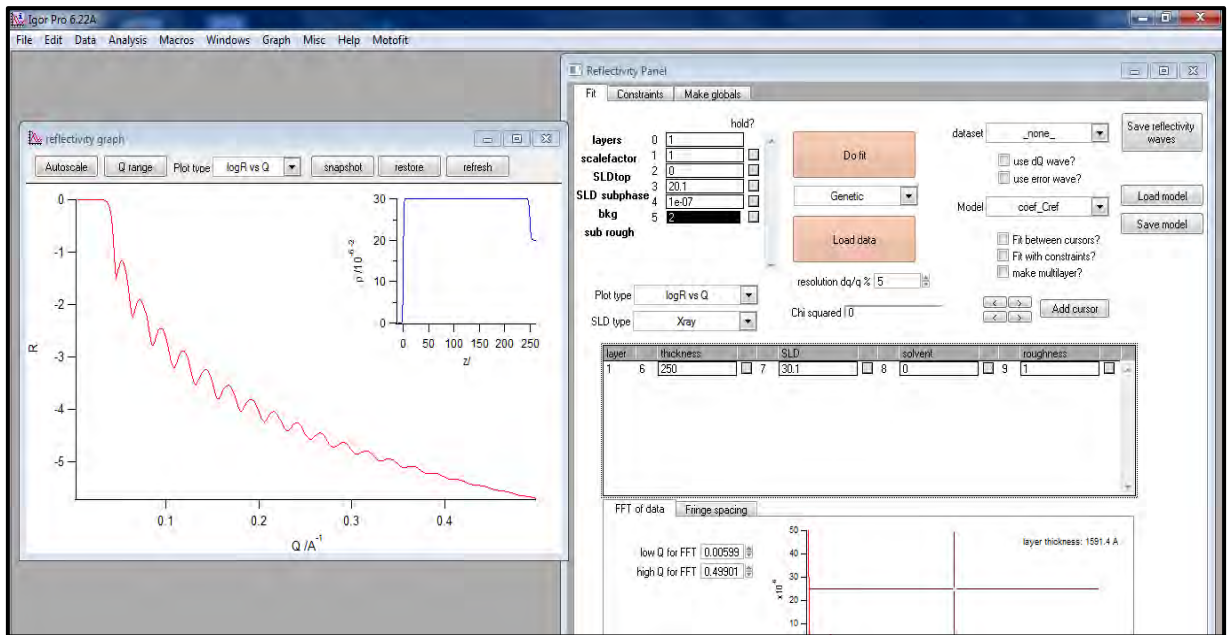 Igor Pro 6.22A
File Edit Data Analysis Macros Windows Graph Misc Help Motofit
reflectivity graph
Autoscale Q range Plot type logR vs Q snapshot restore refresh
0
-1
-2
-3
-4
-5
R
0.1 0.2 0.3 0.4
Q /A-1
30
20
10
0
ρ /10-6 -2
0 50 100 150 200 250
z/
Reflectivity Panel
Fit Constraints Make globals
hold?
layers 0 1
scalefactor 1 1
SLDtop 2 0
SLD subphase 3 20.1
bkg 4 1e-07
sub rough 5 2
Do fit
Genetic
Load data
resolution dq/q % 5
Plot type logR vs Q
SLD type Xray
Chi squared 0
dataset _none_
use dQ wave?
use error wave?
Model coef_Cref
Fit between cursors?
Fit with constraints?
make multilayer?
< >
< >
Add cursor
Save reflectivity
waves
Load model
Save model
layer thickness SLD solvent roughness
1 6 250 7 30.1 8 0 9 1
FFT of data Fringe spacing
low Q for FFT 0.00599
high Q for FFT 0.49901
50
40
30
20
10
layer thickness: 1591.4 A